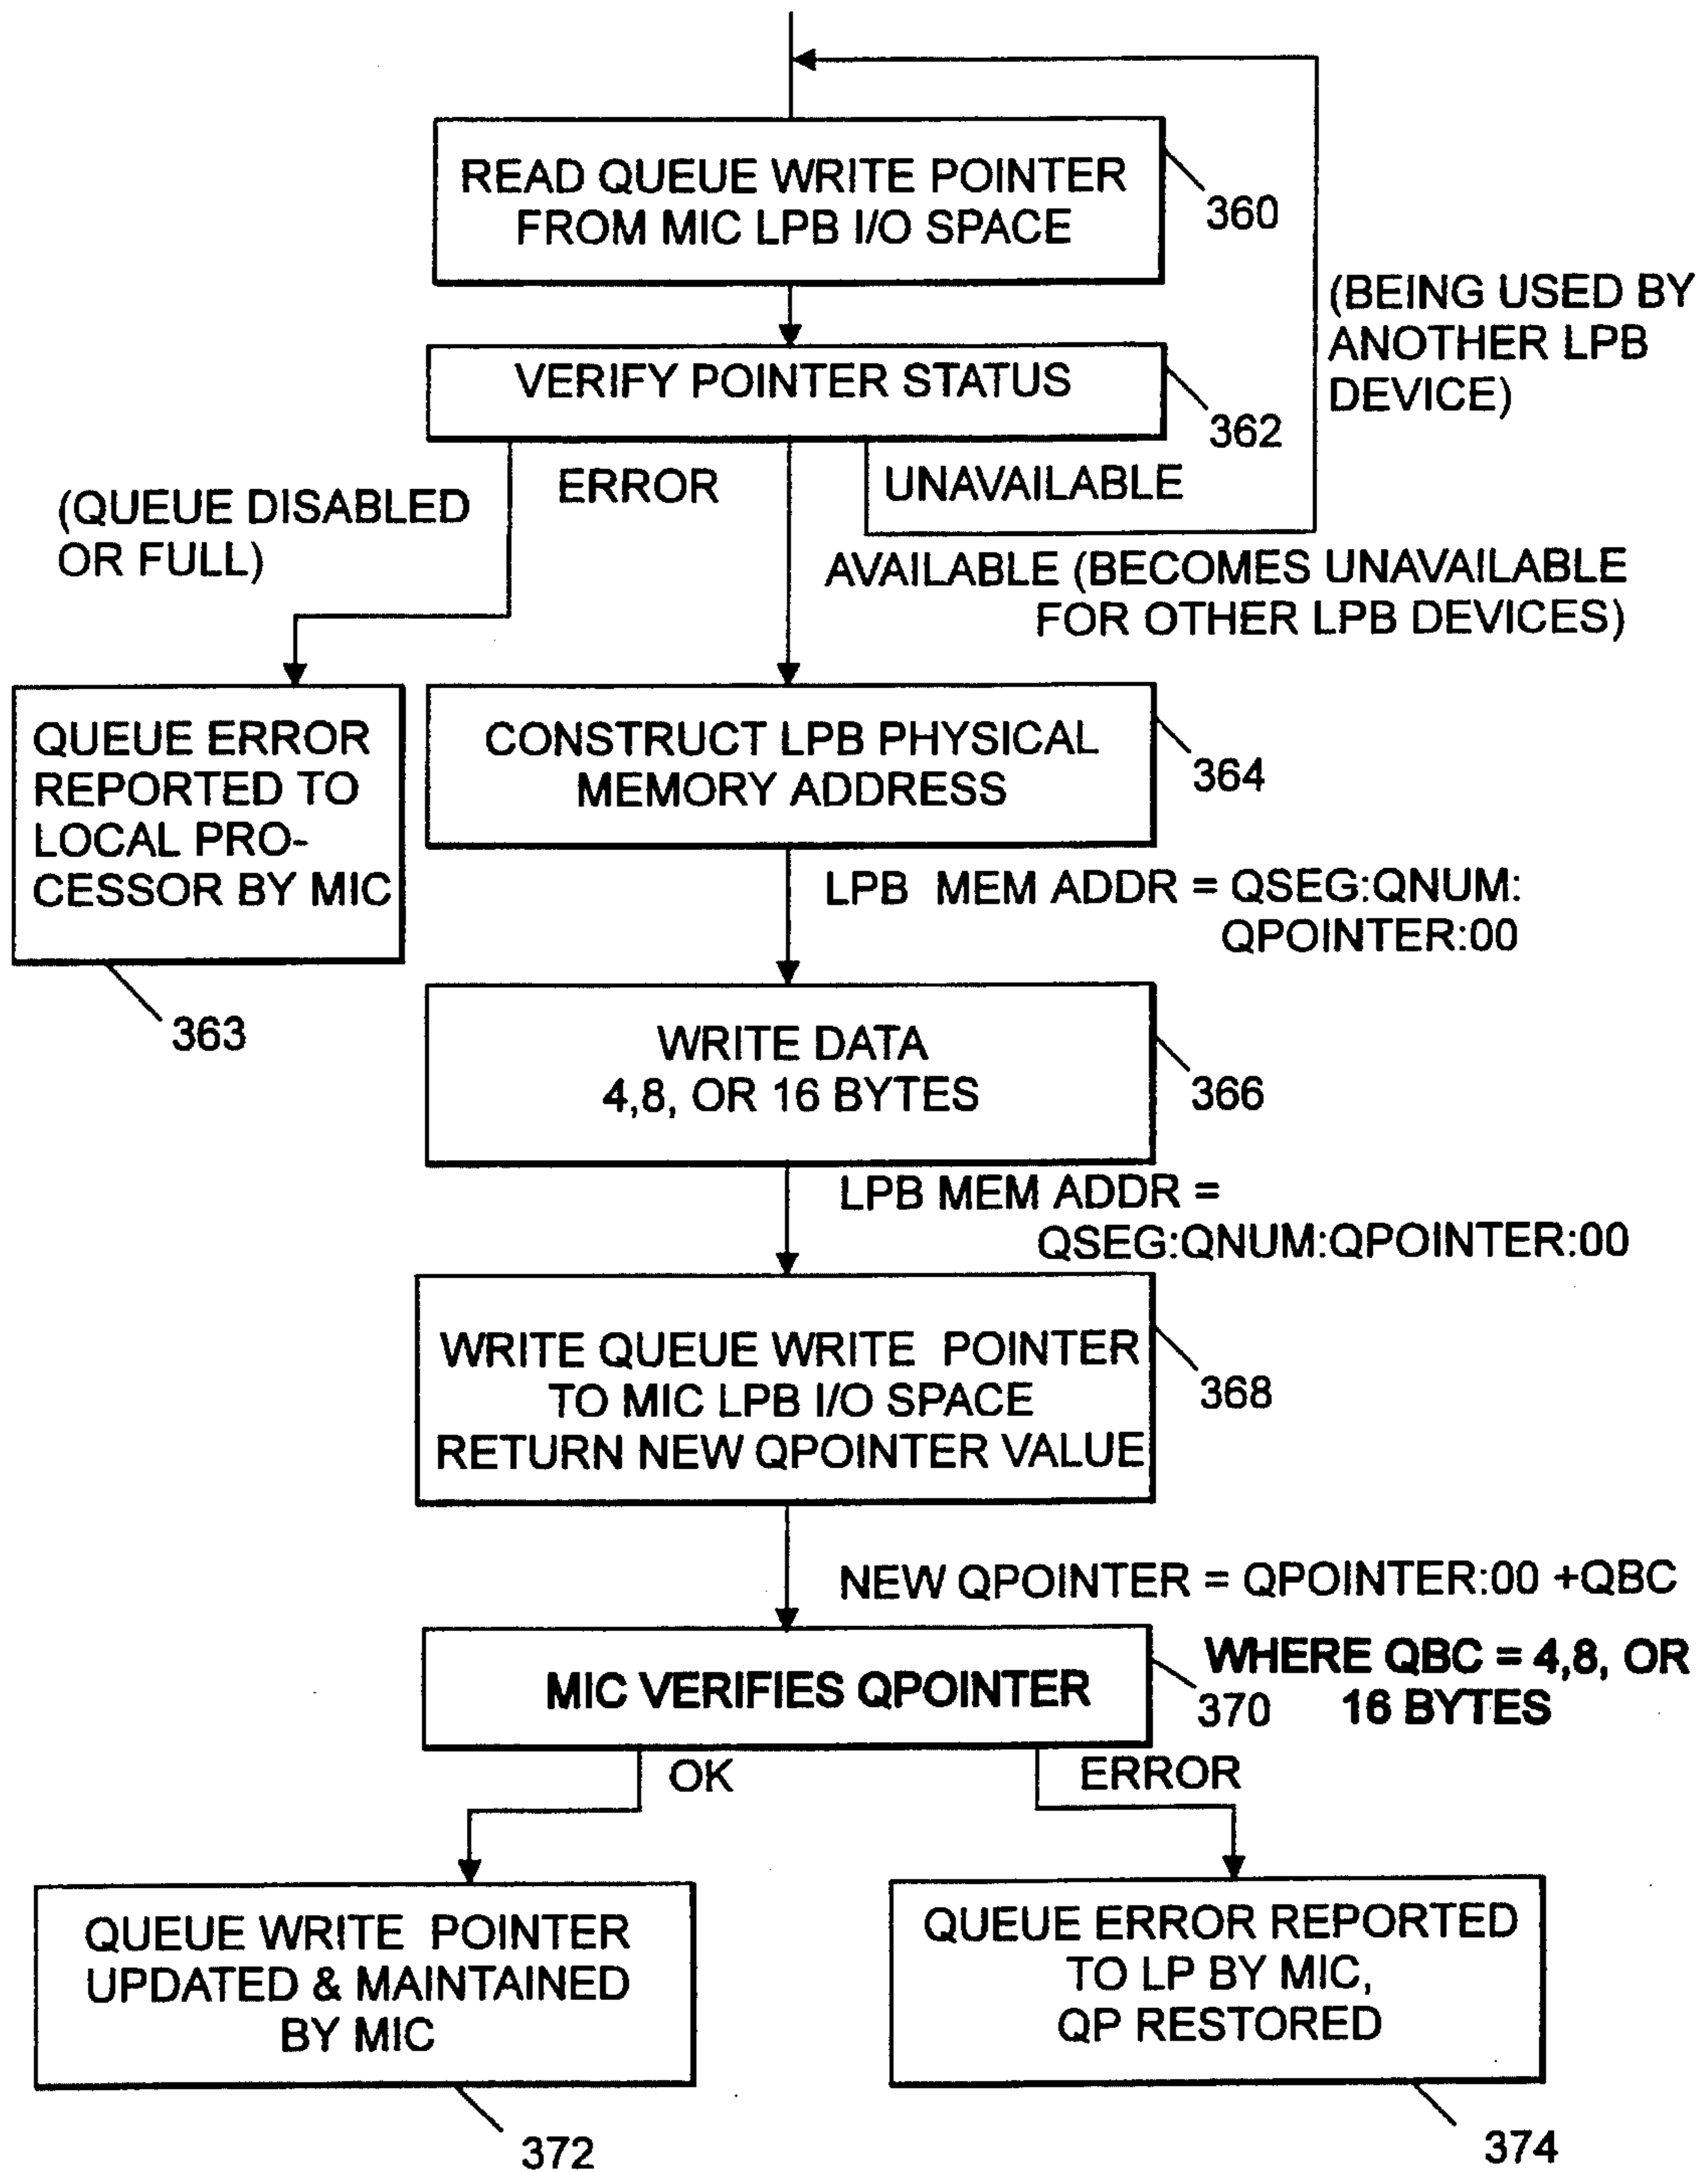 READ QUEUE WRITE POINTER
FROM MIC LPB I/O SPACE
360
(BEING USED BY
ANOTHER LPB
DEVICE)
VERIFY POINTER STATUS
362
(QUEUE DISABLED
OR FULL)
ERROR
UNAVAILABLE
AVAILABLE (BECOMES UNAVAILABLE
FOR OTHER LPB DEVICES)
QUEUE ERROR
REPORTED TO
LOCAL PRO-
CESSOR BY MIC
363
CONSTRUCT LPB PHYSICAL
MEMORY ADDRESS
364
LPB MEM ADDR = QSEG:QNUM:
QPOINTER:00
WRITE DATA
4,8, OR 16 BYTES
366
LPB MEM ADDR =
QSEG:QNUM:QPOINTER:00
WRITE QUEUE WRITE POINTER
TO MIC LPB I/O SPACE
RETURN NEW QPOINTER VALUE
368
NEW QPOINTER = QPOINTER:00 +QBC
WHERE QBC = 4,8, OR
16 BYTES
MIC VERIFIES QPOINTER
370
OK
ERROR
QUEUE WRITE POINTER
UPDATED & MAINTAINED
BY MIC
372
QUEUE ERROR REPORTED
TO LP BY MIC,
QP RESTORED
374